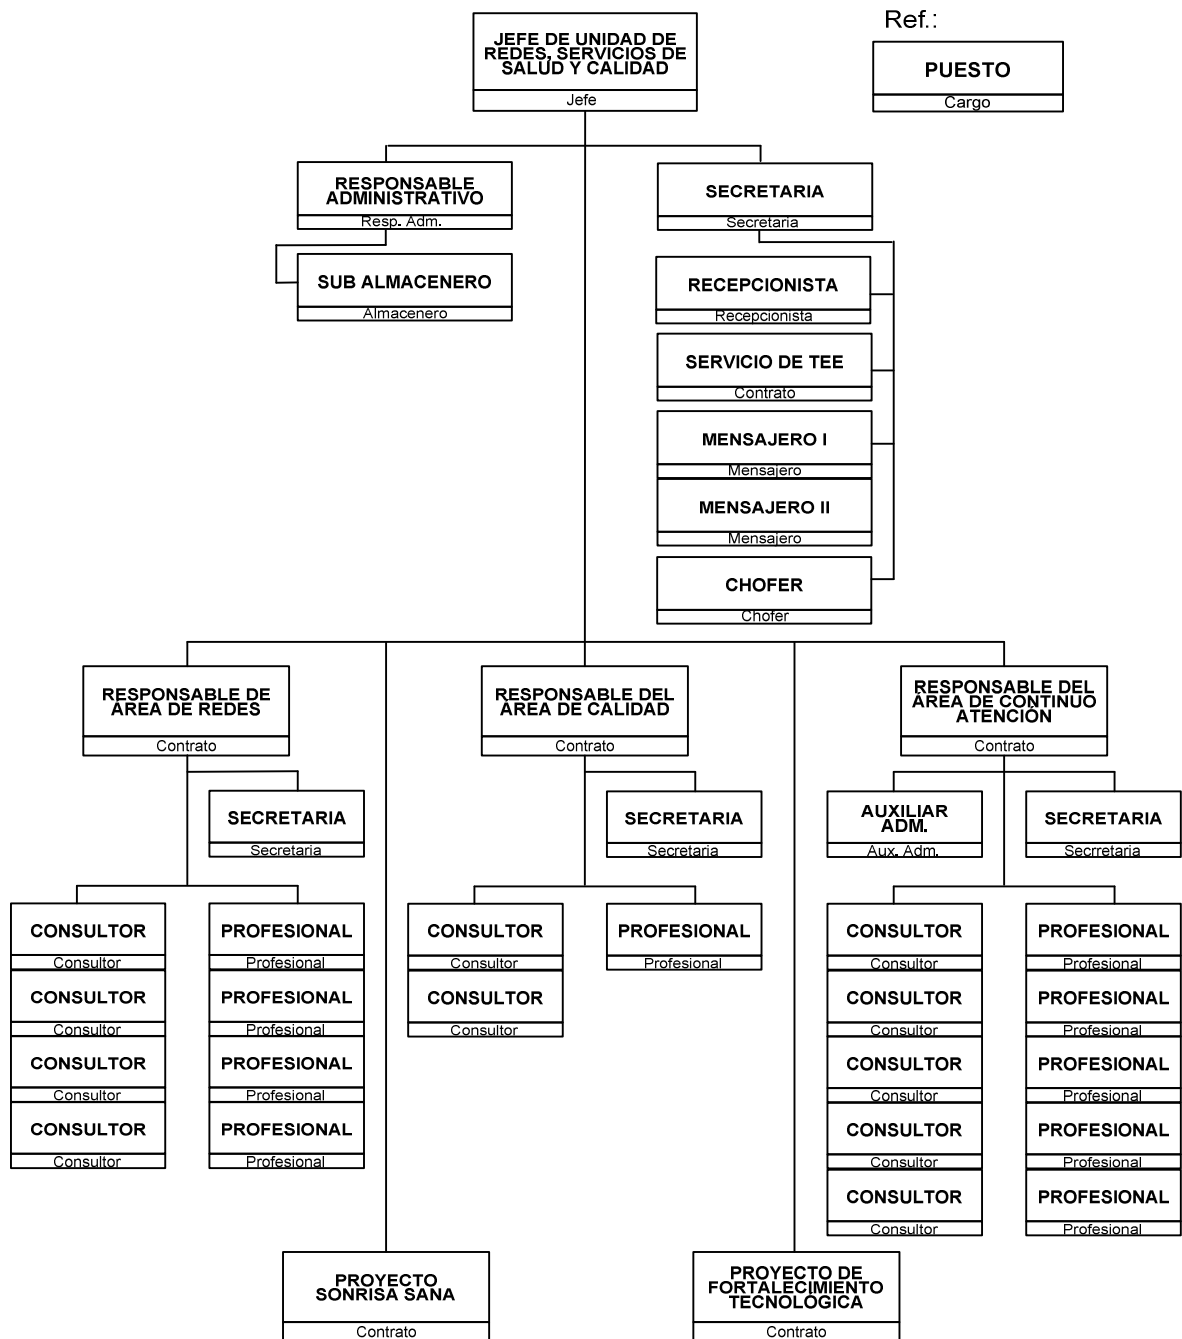 Ref.:
PUESTO
Cargo
JEFE DE UNIDAD DE
REDES, SERVICIOS DE
SALUD Y CALIDAD
Jefe
RESPONSABLE
ADMINISTRATIVO
Resp. Adm.
SUB ALMACENERO
Almacenero
SECRETARIA
Secretaria
RECEPCIONISTA
Recepcionista
SERVICIO DE TEE
Contrato
MENSAJERO I
Mensajero
MENSAJERO II
Mensajero
CHOFER
Chofer
RESPONSABLE DE
ÁREA DE REDES
Contrato
SECRETARIA
Secretaria
CONSULTOR
Consultor
CONSULTOR
Consultor
CONSULTOR
Consultor
CONSULTOR
Consultor
PROFESIONAL
Profesional
PROFESIONAL
Profesional
PROFESIONAL
Profesional
PROFESIONAL
Profesional
RESPONSABLE DEL
ÁREA DE CALIDAD
Contrato
SECRETARIA
Secretaria
CONSULTOR
Consultor
CONSULTOR
Consultor
PROFESIONAL
Profesional
RESPONSABLE DEL
ÁREA DE CONTINUO
ATENCIÓN
Contrato
AUXILIAR
ADM.
Aux. Adm.
SECRETARIA
Secrretaria
CONSULTOR
Consultor
CONSULTOR
Consultor
CONSULTOR
Consultor
CONSULTOR
Consultor
CONSULTOR
Consultor
PROFESIONAL
Profesional
PROFESIONAL
Profesional
PROFESIONAL
Profesional
PROFESIONAL
Profesional
PROFESIONAL
Profesional
PROYECTO
SONRISA SANA
Contrato
PROYECTO DE
FORTALECIMIENTO
TECNOLÓGICA
Contrato